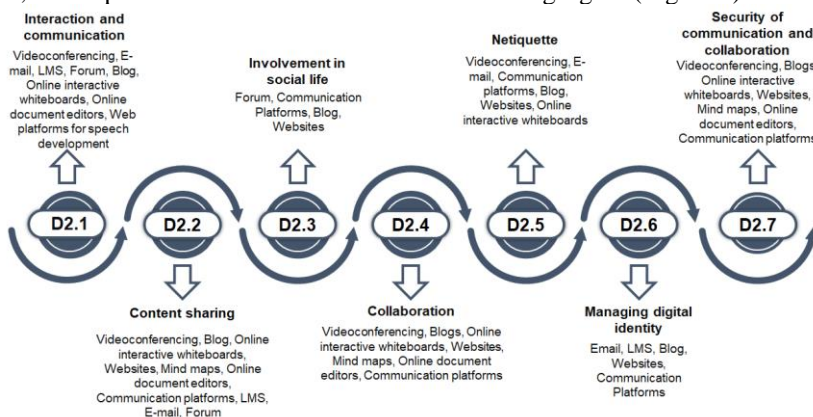 Interaction and
communication
Videoconferencing, E-
mail, LMS, Forum, Blog,
Online interactive
whiteboards, Online
document editors, Web
platforms for speech
development
Involvement in
social life
Forum, Communication
Platforms, Blog,
Websites
Netiquette
Videoconferencing, E-
mail, Communication
platforms, Blog,
Websites, Online
interactive whiteboards
Security of
communication and
collaboration
Videoconferencing, Blogs,
Online interactive
whiteboards, Websites,
Mind maps, Online
document editors,
Communication platforms
D2.1
D2.2
D2.3
D2.4
D2.5
D2.6
D2.7
Content sharing
Videoconferencing, Blog, Online
interactive whiteboards,
Websites, Mind maps, Online
document editors,
Communication platforms, LMS,
E-mail, Forum
Collaboration
Videoconferencing, Blogs, Online
interactive whiteboards, Websites,
Mind maps, Online document
editors, Communication platforms
Managing digital
identity
Email, LMS, Blog,
Websites,
Communication
Platforms